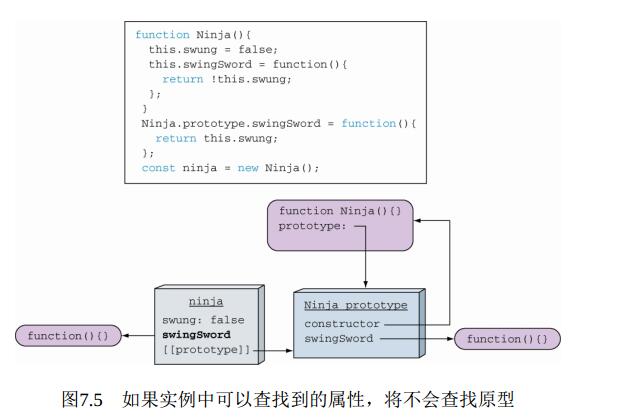 function Ninja(){
this.swung = false;
this.swingSword = function(){
return !this.swung;
};
}
Ninja.prototype.swingSword = function(){
return this.swung;
};
const ninja = new Ninja();
function Ninja(){}
prototype:
ninja
swung: false
swingSword
[[prototype]]
function(){}
Ninja prototype
constructor
swingSword
function(){}
图7.5 如果实例中可以查找到的属性，将不会查找原型